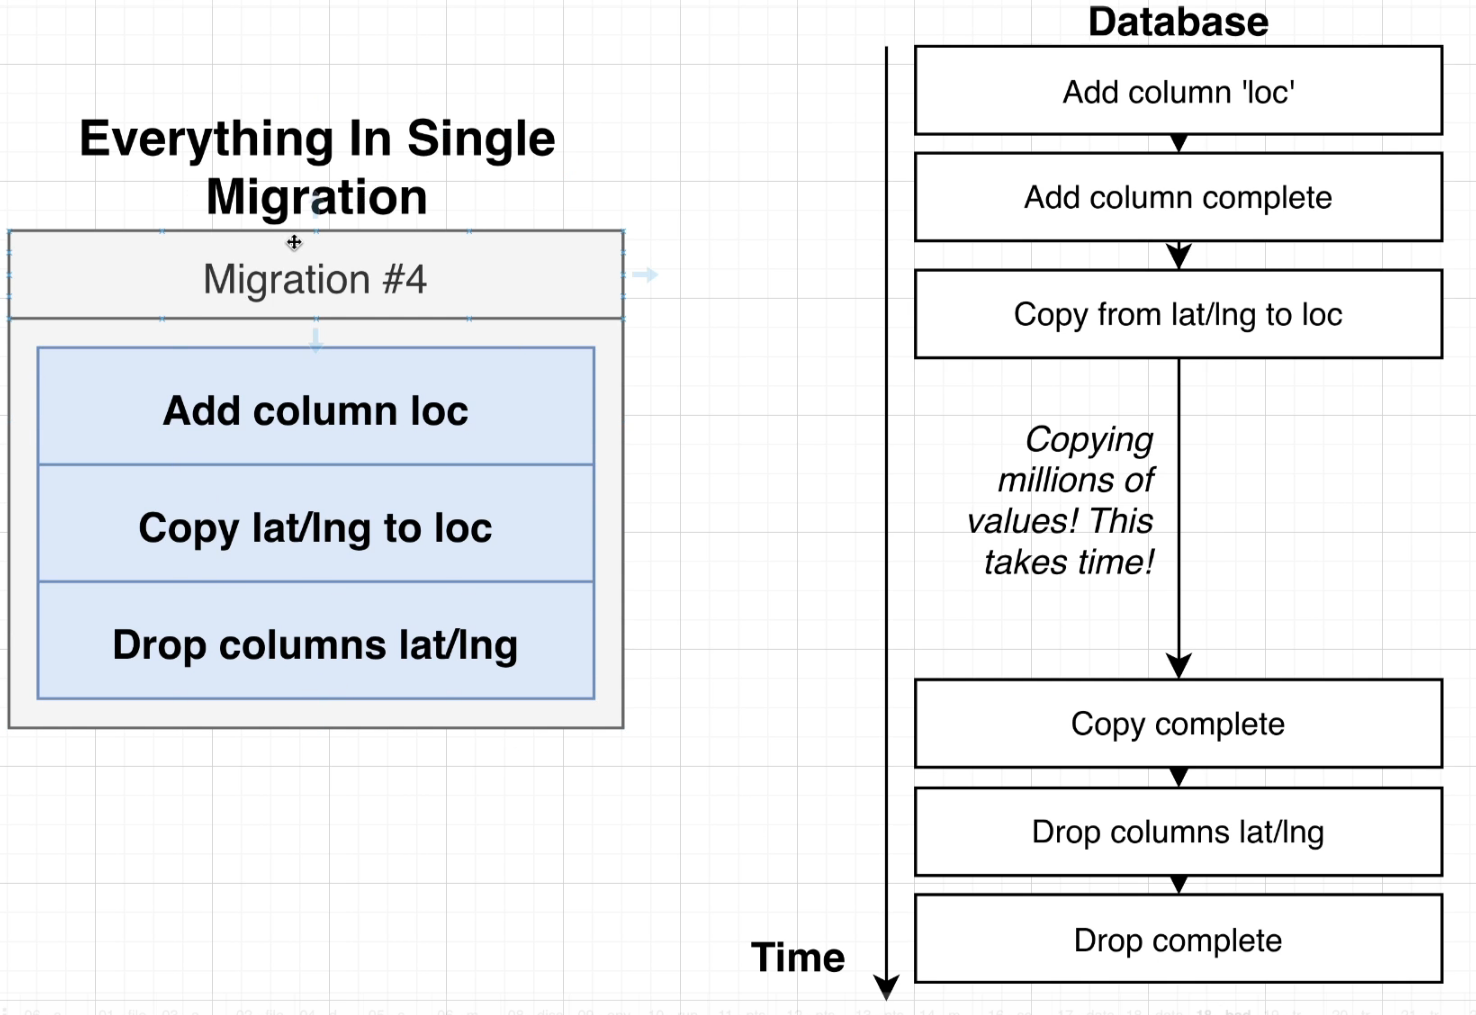 Everything In Single
Migration
Migration #4
Add column loc
Copy lat/lng to loc
Drop columns lat/lng
Database
Add column 'loc'
Add column complete
Copy from lat/lng to loc
Copying
millions of
values! This
takes time!
Copy complete
Drop columns lat/lng
Drop complete
Time